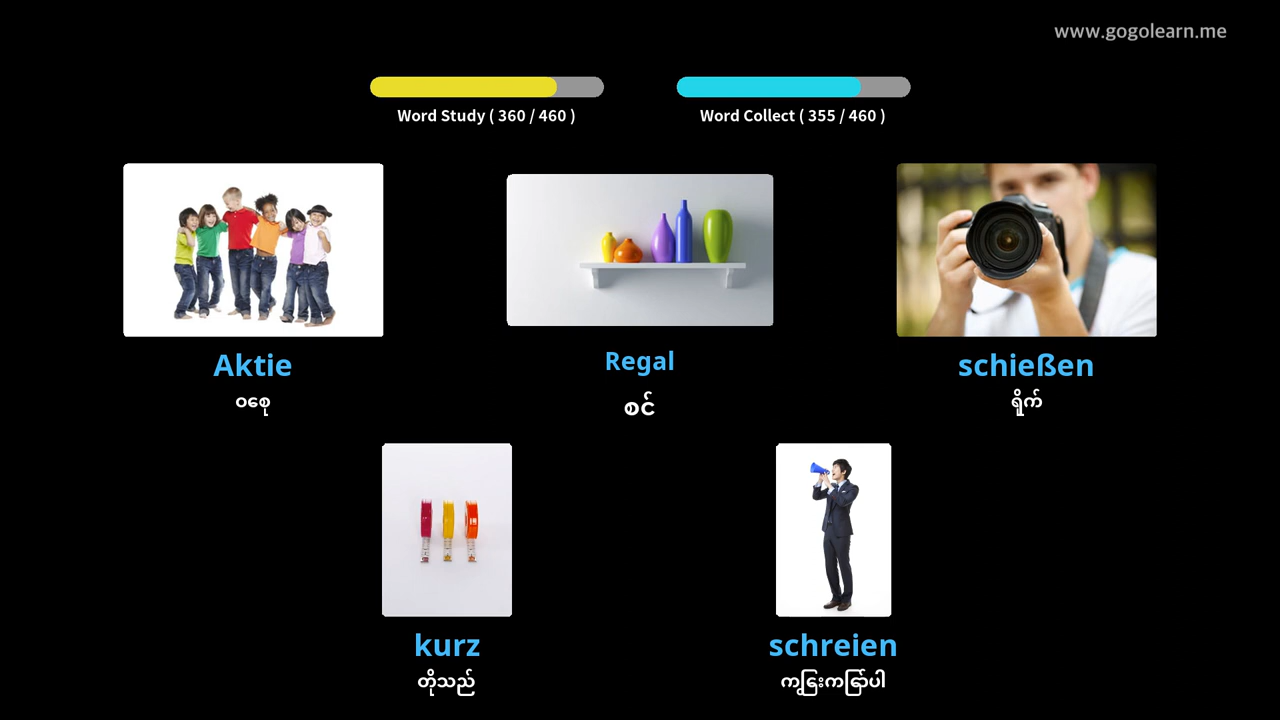 www.gogolearn.me
Word Study ( 360 / 460 )
Word Collect ( 355 / 460 )
Aktie
ဝေစု
Regal
စင်
schießen
ရိုက်
kurz
တိုသည်
schreien
ကြွေးကြော်ပါ